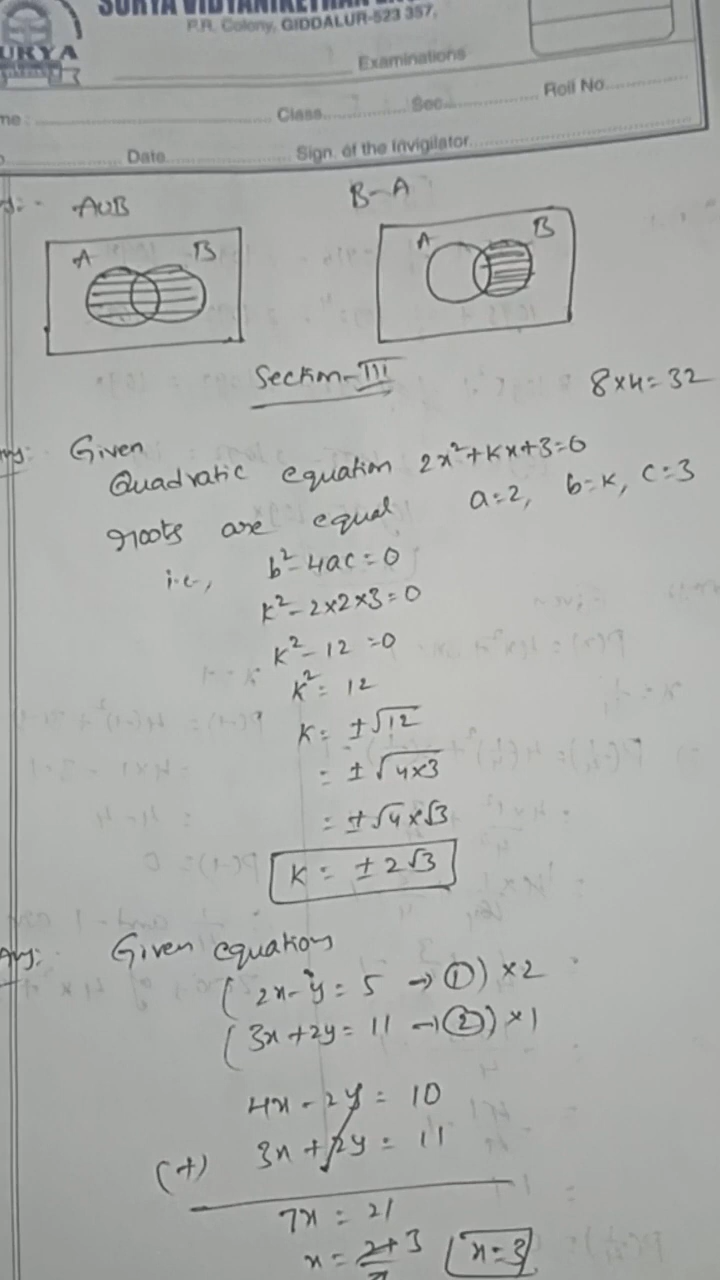 SURYA VIDYANIKETHAN
P.R. Colony, GIDDALUR-523 357.
URYA
Examinations
Class............ Sec............ Roll No............
Date............ Sign. of the Invigilator............
A∪B
B-A
A B
A B
Section-III
8×4=32
Given
Quadratic equation 2x²+Kx+3=0
roots are equal a=2, b=K, C=3
i.e., b²-4ac=0
K²-2×2×3=0
K²-12=0
K²=12
K=±√12
=±√4×3
=±√4×√3
K=±2√3
Given equations
(2x-y=5 →①)×2
(3x+2y=11 →②)×1
4x-2y=10
(+) 3x+2y=11
7x=21
x= 3 x=3